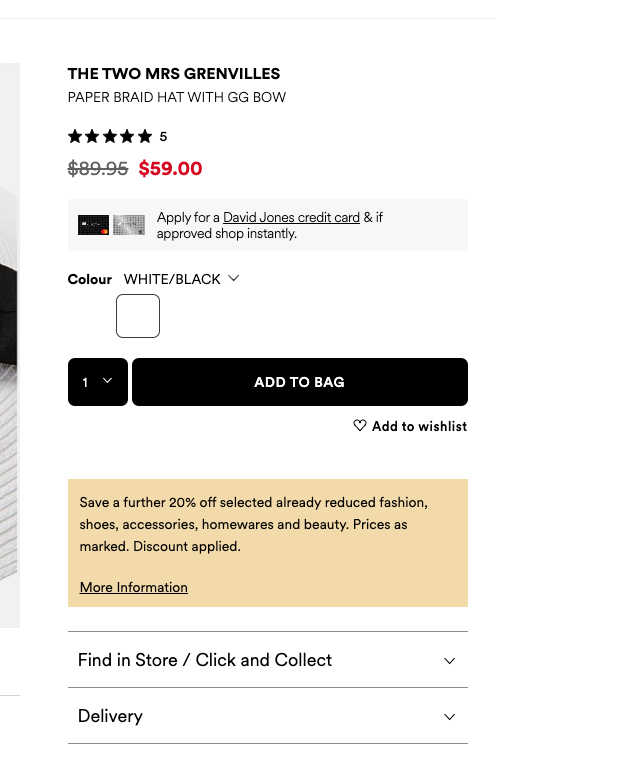 THE TWO MRS GRENVILLES
PAPER BRAID HAT WITH GG BOW
5
$89.95 $59.00
Apply for a David Jones credit card & if
approved shop instantly.
Colour WHITE/BLACK
1 ADD TO BAG
Add to wishlist
Save a further 20% off selected already reduced fashion,
shoes, accessories, homewares and beauty. Prices as
marked. Discount applied.
More Information
Find in Store / Click and Collect
Delivery